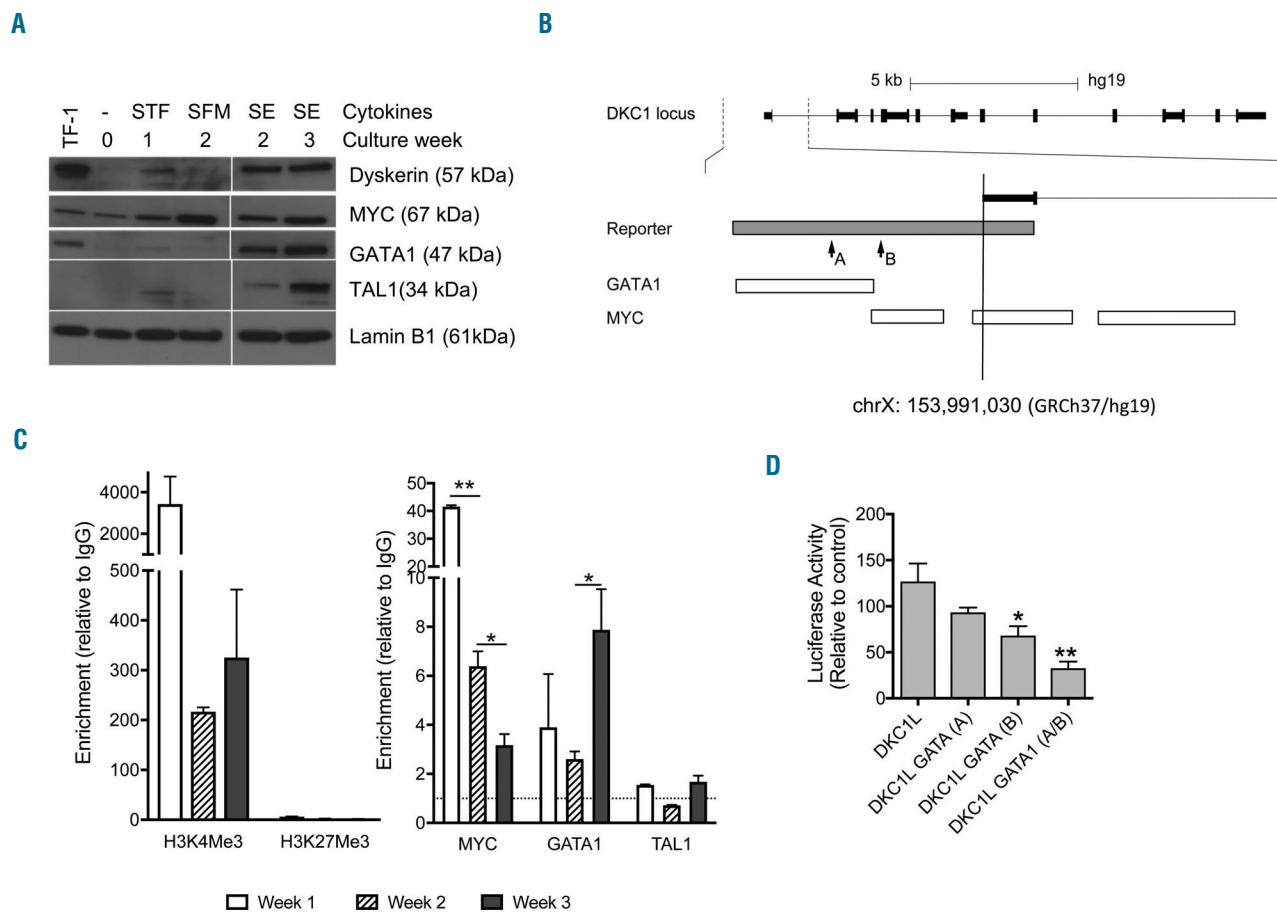 A
TF-1 - STF SFM SE SE Cytokines
0 1 2 2 3 Culture week
Dyskerin (57 kDa)
MYC (67 kDa)
GATA1 (47 kDa)
TAL1(34 kDa)
Lamin B1 (61kDa)
B
5 kb hg19
DKC1 locus
Reporter
A B
GATA1
MYC
chrX: 153,991,030 (GRCh37/hg19)
C
Enrichment (relative to IgG)
4000
2000
500
400
300
200
100
0
H3K4Me3 H3K27Me3
Enrichment (relative to IgG)
50
40
30
20
10
8
6
4
2
0
**
*
*
MYC GATA1 TAL1
Week 1 Week 2 Week 3
D
Luciferase Activity
(Relative to control)
200
150
100
50
0
*
**
DKC1L
DKC1L GATA (A)
DKC1L GATA (B)
DKC1L GATA1 (A/B)